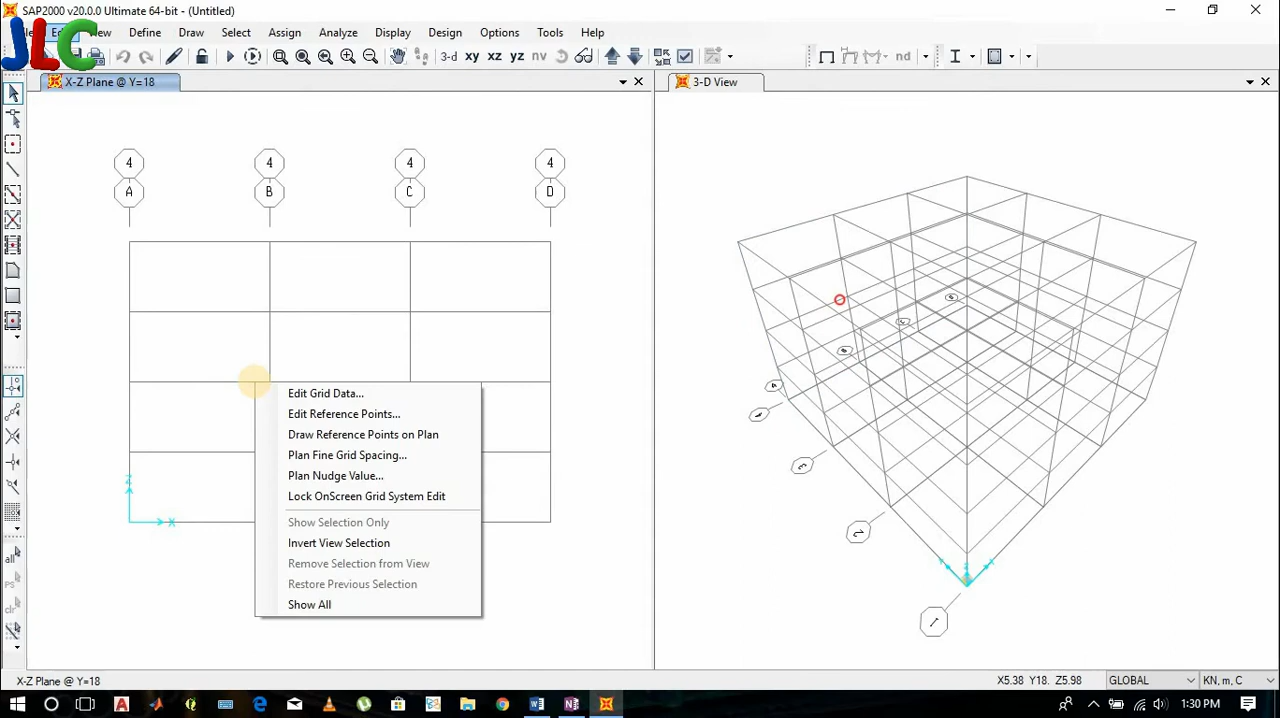 SAP2000 v20.0.0 Ultimate 64-bit - (Untitled)
JLC
Define Draw Select Assign Analyze Display Design Options Tools Help
3-d xy xz yz nv
nd
X-Z Plane @ Y=18
3-D View
4 4 4 4
A B C D
Z
X
Edit Grid Data...
Edit Reference Points...
Draw Reference Points on Plan
Plan Fine Grid Spacing...
Plan Nudge Value...
Lock OnScreen Grid System Edit
Show Selection Only
Invert View Selection
Remove Selection from View
Restore Previous Selection
Show All
all
ps
clr
X-Z Plane @ Y=18
X5.38 Y18. Z5.98
GLOBAL
KN, m, C
1:30 PM